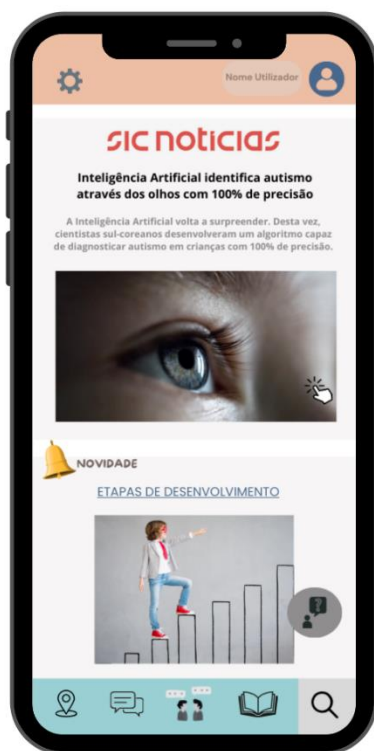 Nome Utilizador
SIC noticias
Inteligência Artificial identifica autismo
através dos olhos com 100% de precisão
A Inteligência Artificial volta a surpreender. Desta vez,
cientistas sul-coreanos desenvolveram um algoritmo capaz
de diagnosticar autismo em crianças com 100% de precisão.
NOVIDADE
ETAPAS DE DESENVOLVIMENTO
?